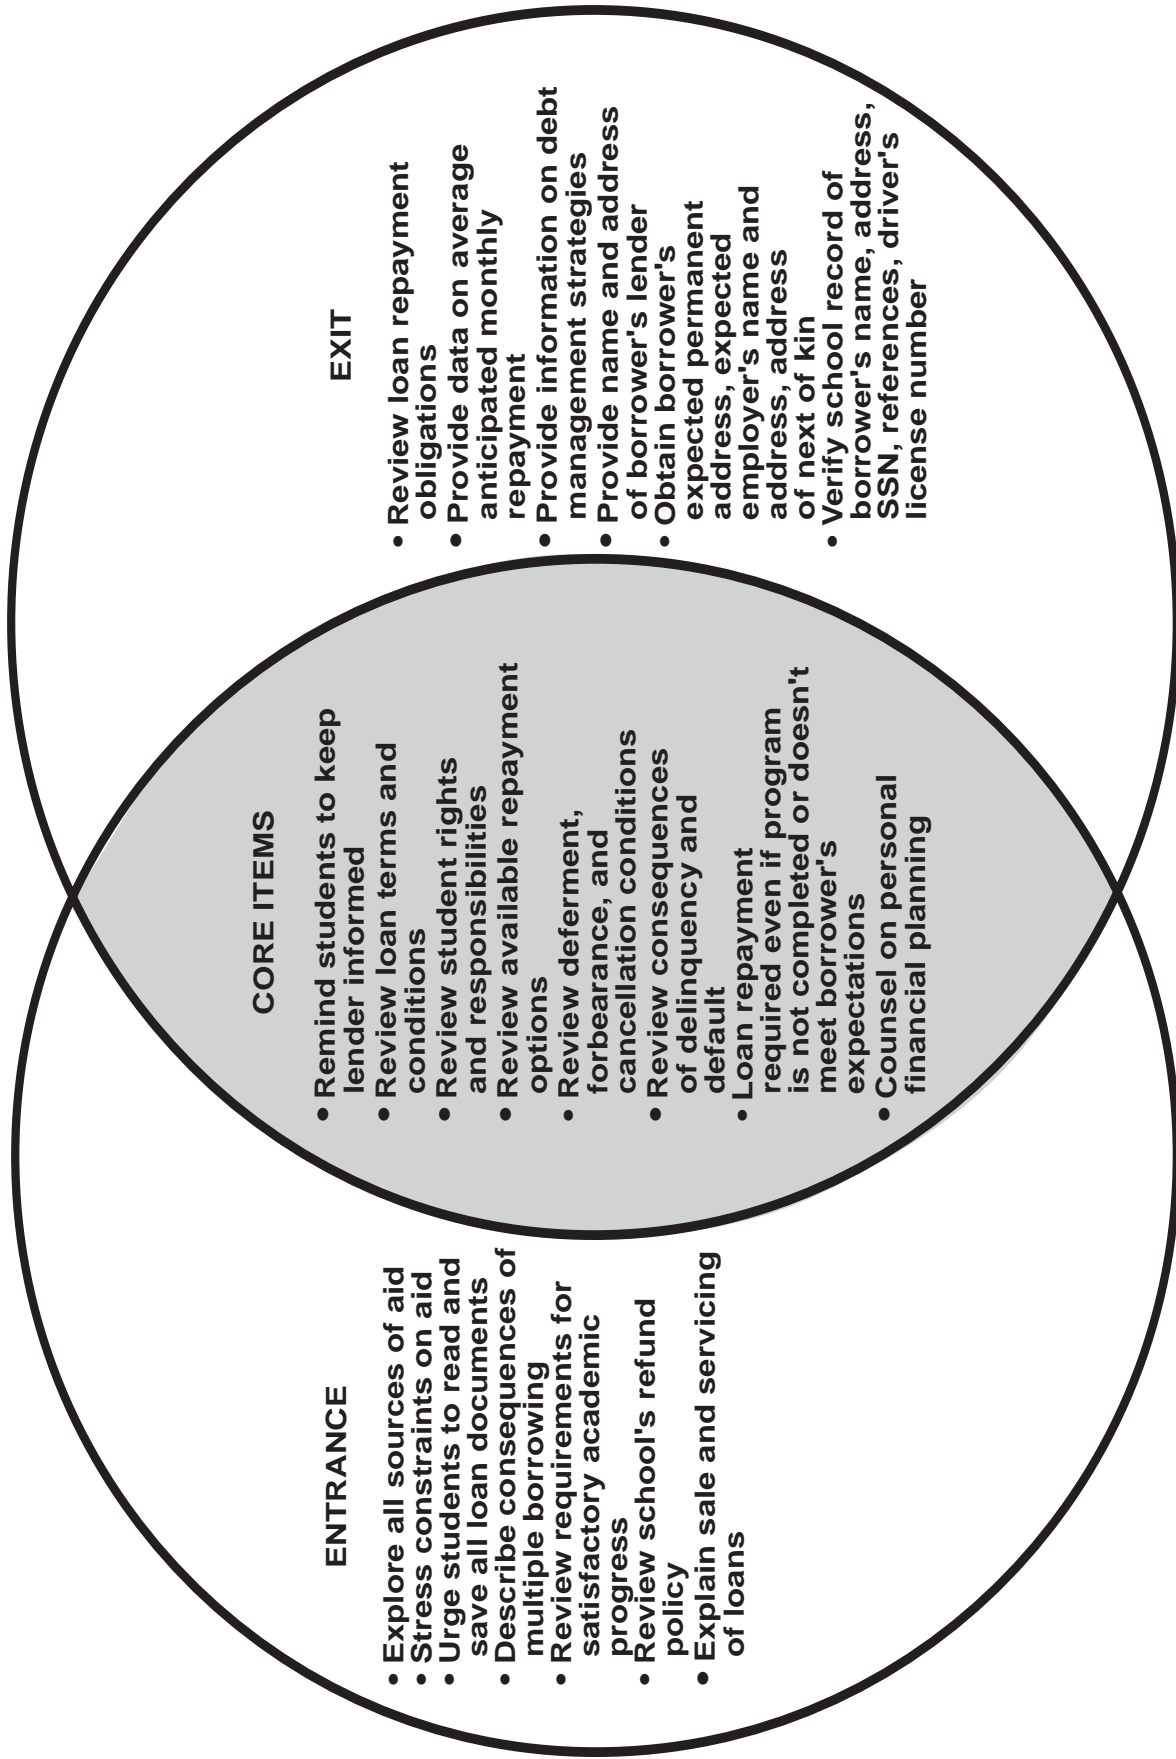 ENTRANCE
• Explore all sources of aid
• Stress constraints on aid
• Urge students to read and
save all loan documents
• Describe consequences of
multiple borrowing
• Review requirements for
satisfactory academic
progress
• Review school's refund
policy
• Explain sale and servicing
of loans
CORE ITEMS
• Remind students to keep
lender informed
• Review loan terms and
conditions
• Review student rights
and responsibilities
• Review available repayment
options
• Review deferment,
forbearance, and
cancellation conditions
• Review consequences
of delinquency and
default
• Loan repayment
required even if program
is not completed or doesn't
meet borrower's
expectations
• Counsel on personal
financial planning
EXIT
• Review loan repayment
obligations
• Provide data on average
anticipated monthly
repayment
• Provide information on debt
management strategies
• Provide name and address
of borrower's lender
• Obtain borrower's
expected permanent
address, expected
employer's name and
address, address
of next of kin
• Verify school record of
borrower's name, address,
SSN, references, driver's
license number